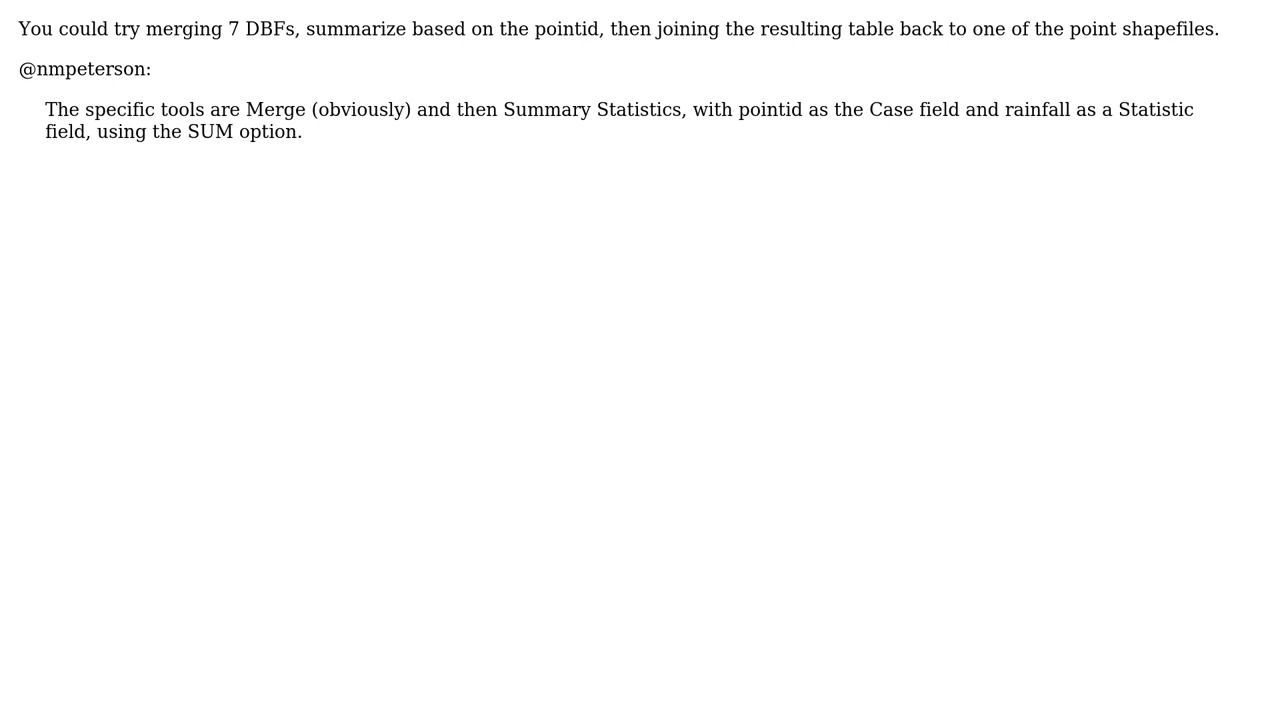 You could try merging 7 DBFs, summarize based on the pointid, then joining the resulting table back to one of the point shapefiles.
@nmpeterson:
The specific tools are Merge (obviously) and then Summary Statistics, with pointid as the Case field and rainfall as a Statistic
field, using the SUM option.